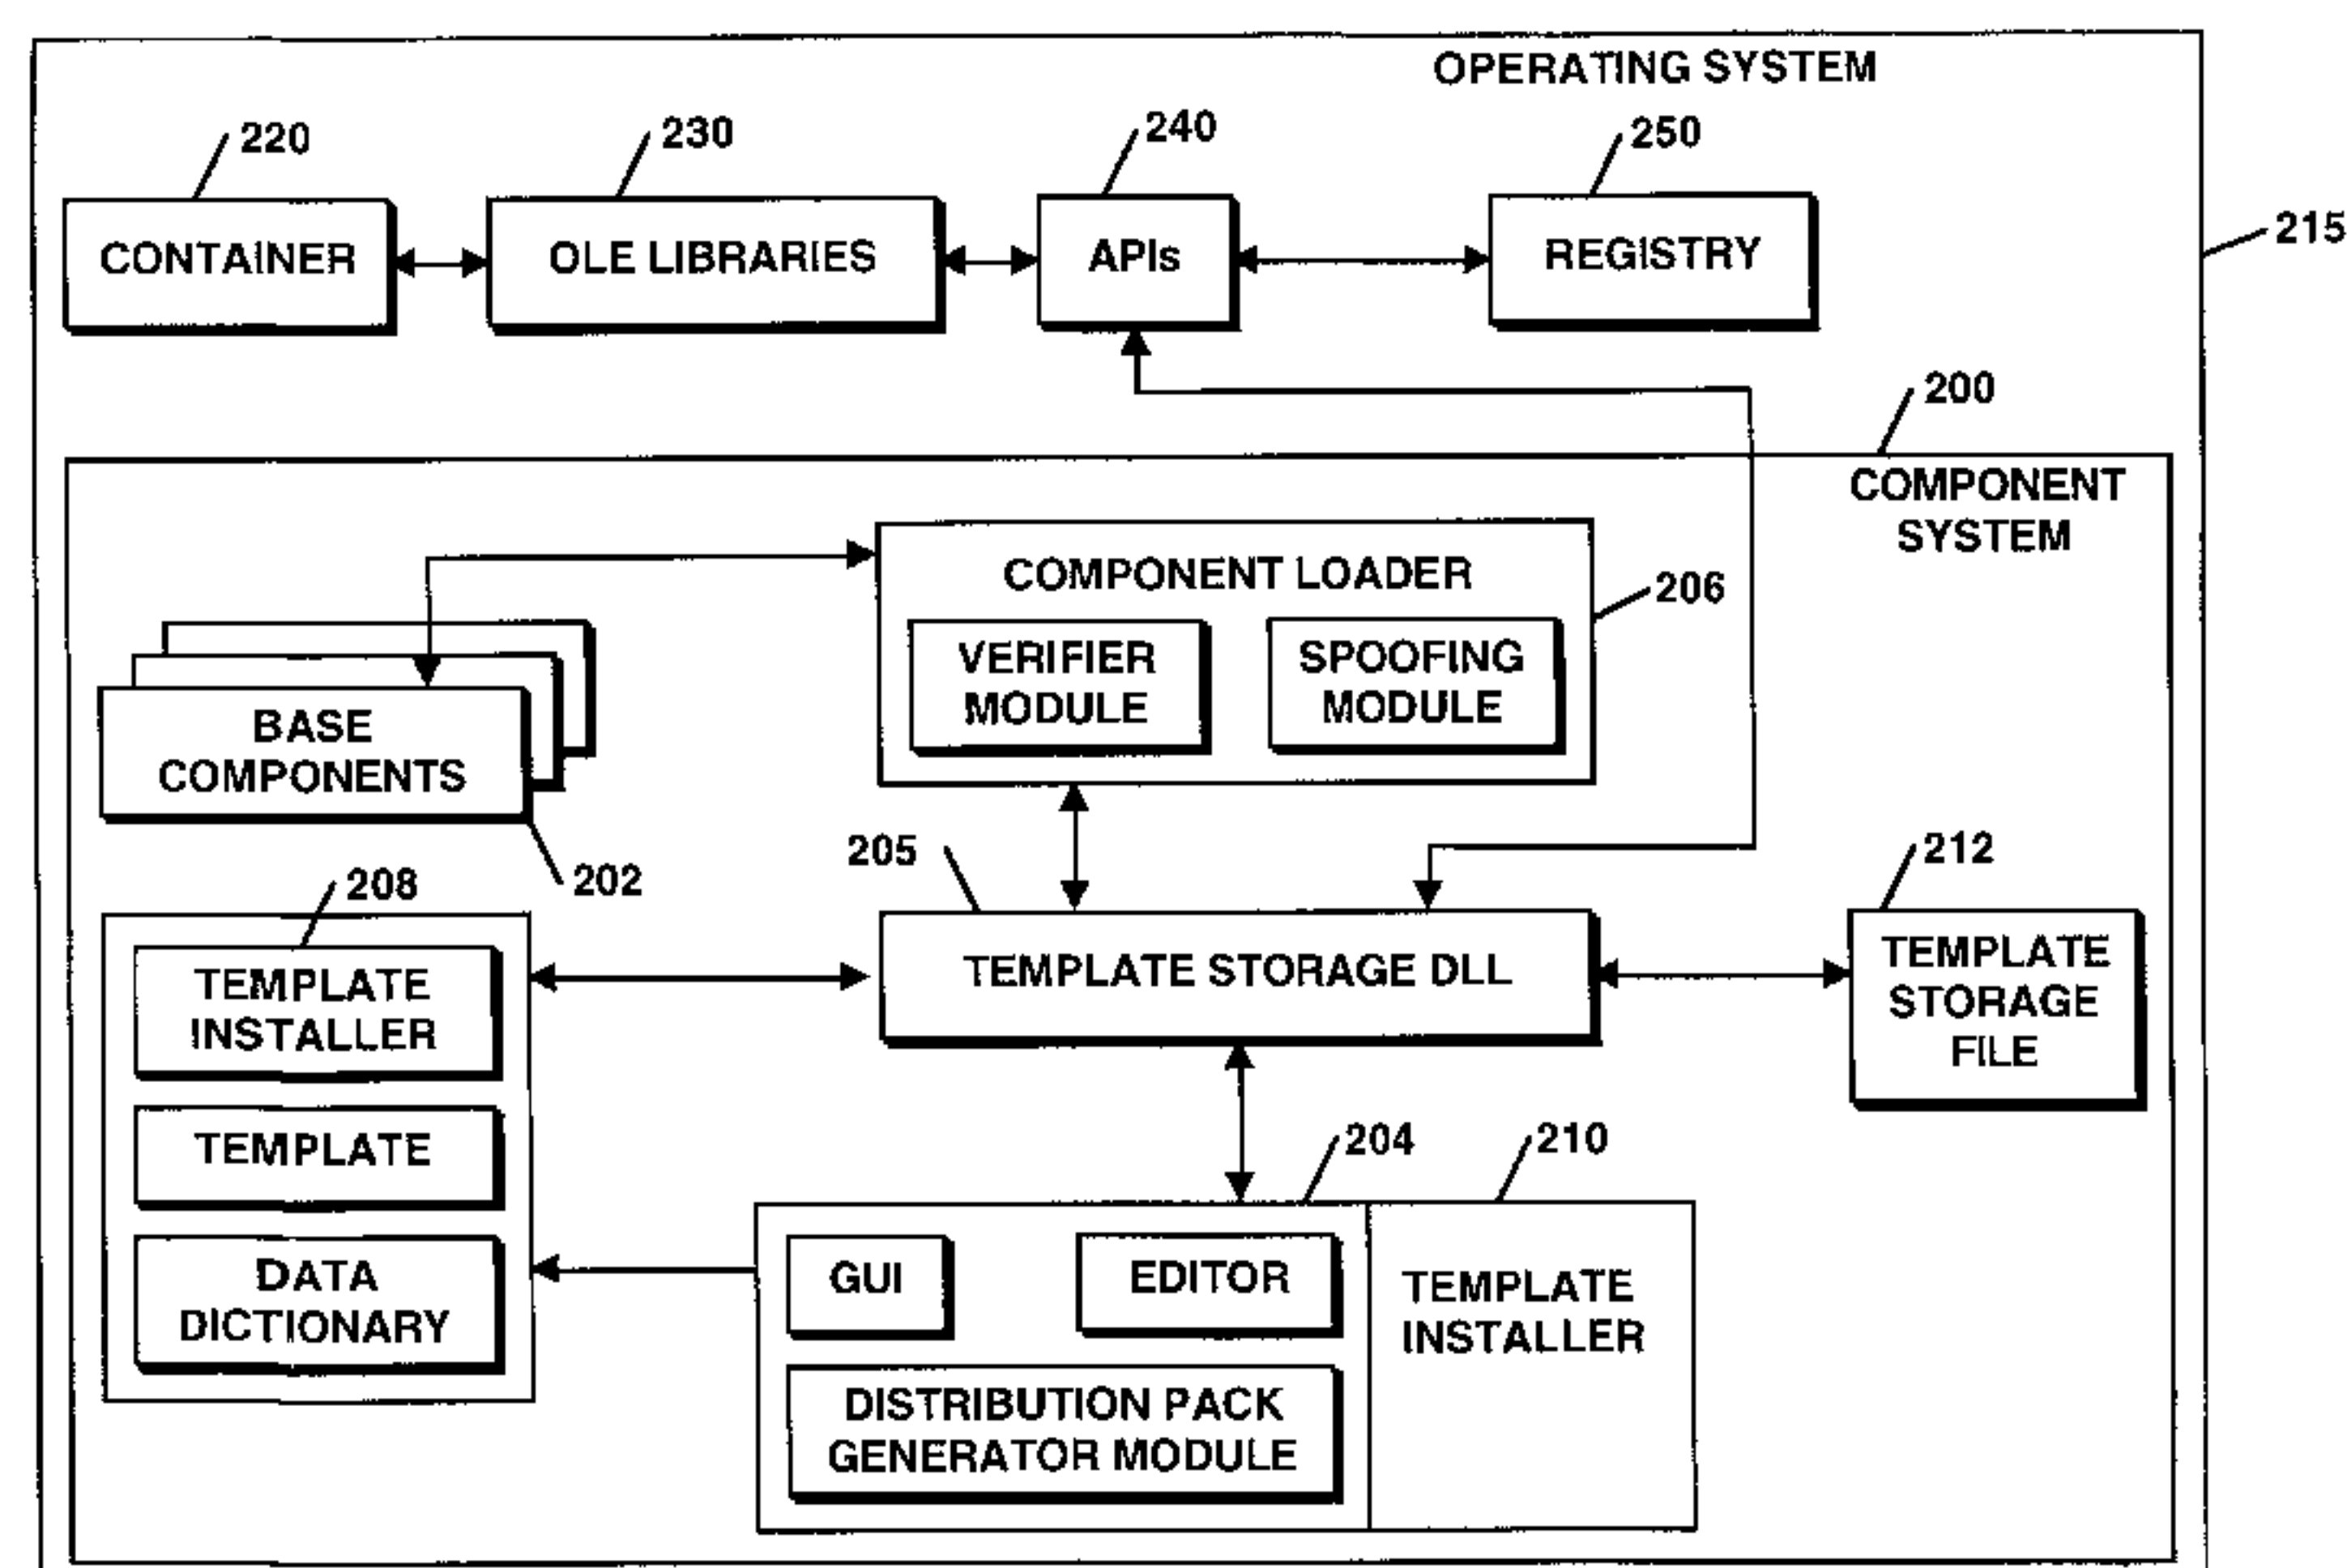 OPERATING SYSTEM
220
230
240
250
215
CONTAINER
OLE LIBRARIES
APIs
REGISTRY
200
COMPONENT
SYSTEM
COMPONENT LOADER
206
VERIFIER
MODULE
SPOOFING
MODULE
BASE
COMPONENTS
202
205
212
208
TEMPLATE
INSTALLER
TEMPLATE STORAGE DLL
TEMPLATE
STORAGE
FILE
TEMPLATE
204
210
DATA
DICTIONARY
GUI
EDITOR
TEMPLATE
INSTALLER
DISTRIBUTION PACK
GENERATOR MODULE